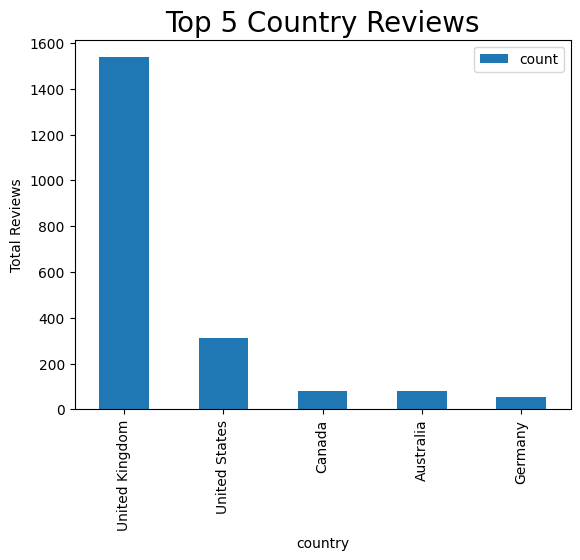 Top 5 Country Reviews
count
1600
1400
1200
1000
800
600
400
200
0
Total Reviews
United Kingdom
United States
Canada
Australia
Germany
country